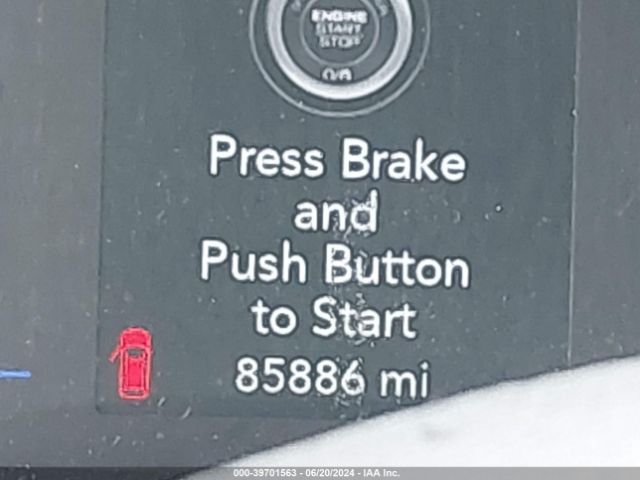 ENGINE
START
STOP
Press Brake
and
Push Button
to Start
85886 mi
000-39701563 - 06/20/2024 - IAA Inc.